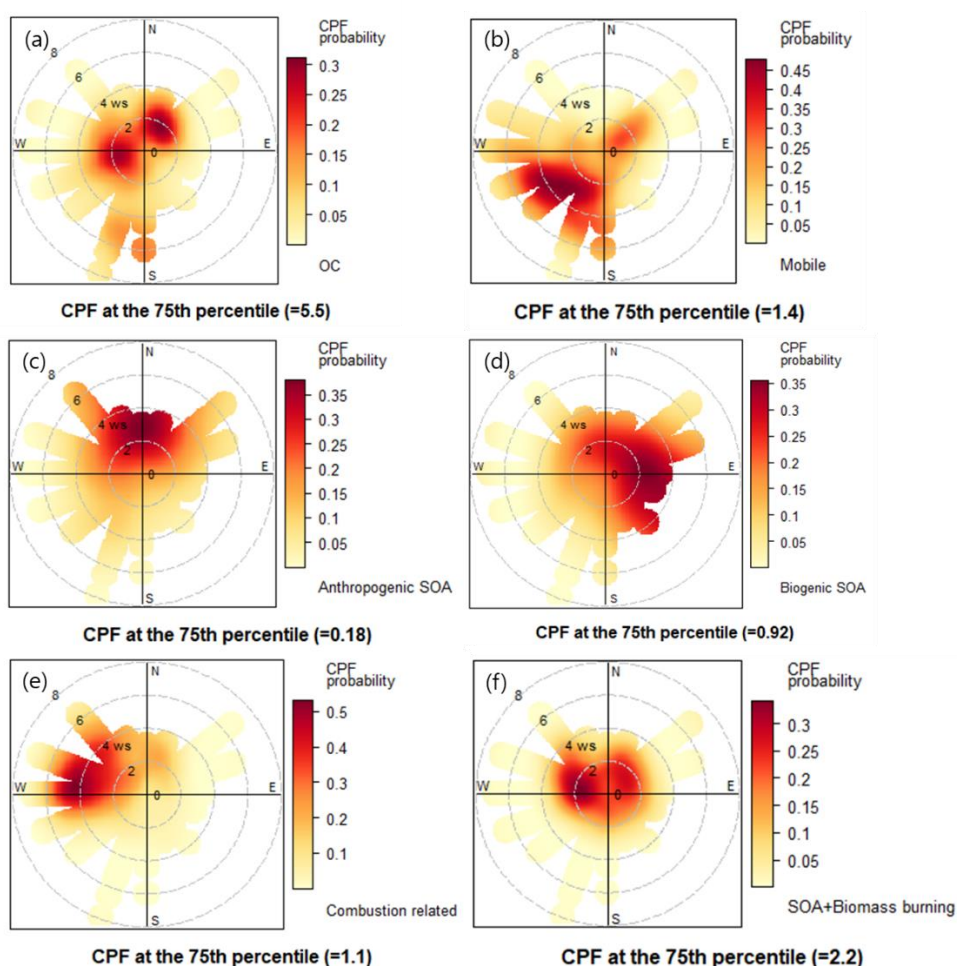 (a)
N
8
6
4 ws
2
0
W
E
S
CPF
probability
0.3
0.25
0.2
0.15
0.1
0.05
OC
CPF at the 75th percentile (=5.5)
(b)
N
8
6
4 ws
2
0
W
E
S
CPF
probability
0.45
0.4
0.35
0.3
0.25
0.2
0.15
0.1
0.05
Mobile
CPF at the 75th percentile (=1.4)
(c)
N
8
6
4 ws
2
0
W
E
S
CPF
probability
0.35
0.3
0.25
0.2
0.15
0.1
0.05
Anthropogenic SOA
CPF at the 75th percentile (=0.18)
(d)
N
8
6
4 ws
2
0
W
E
S
CPF
probability
0.35
0.3
0.25
0.2
0.15
0.1
0.05
Biogenic SOA
CPF at the 75th percentile (=0.92)
(e)
N
8
6
4 ws
2
0
W
E
S
CPF
probability
0.5
0.4
0.3
0.2
0.1
Combustion related
CPF at the 75th percentile (=1.1)
(f)
N
8
6
4 ws
2
0
W
E
S
CPF
probability
0.3
0.25
0.2
0.15
0.1
0.05
SOA+Biomass burning
CPF at the 75th percentile (=2.2)